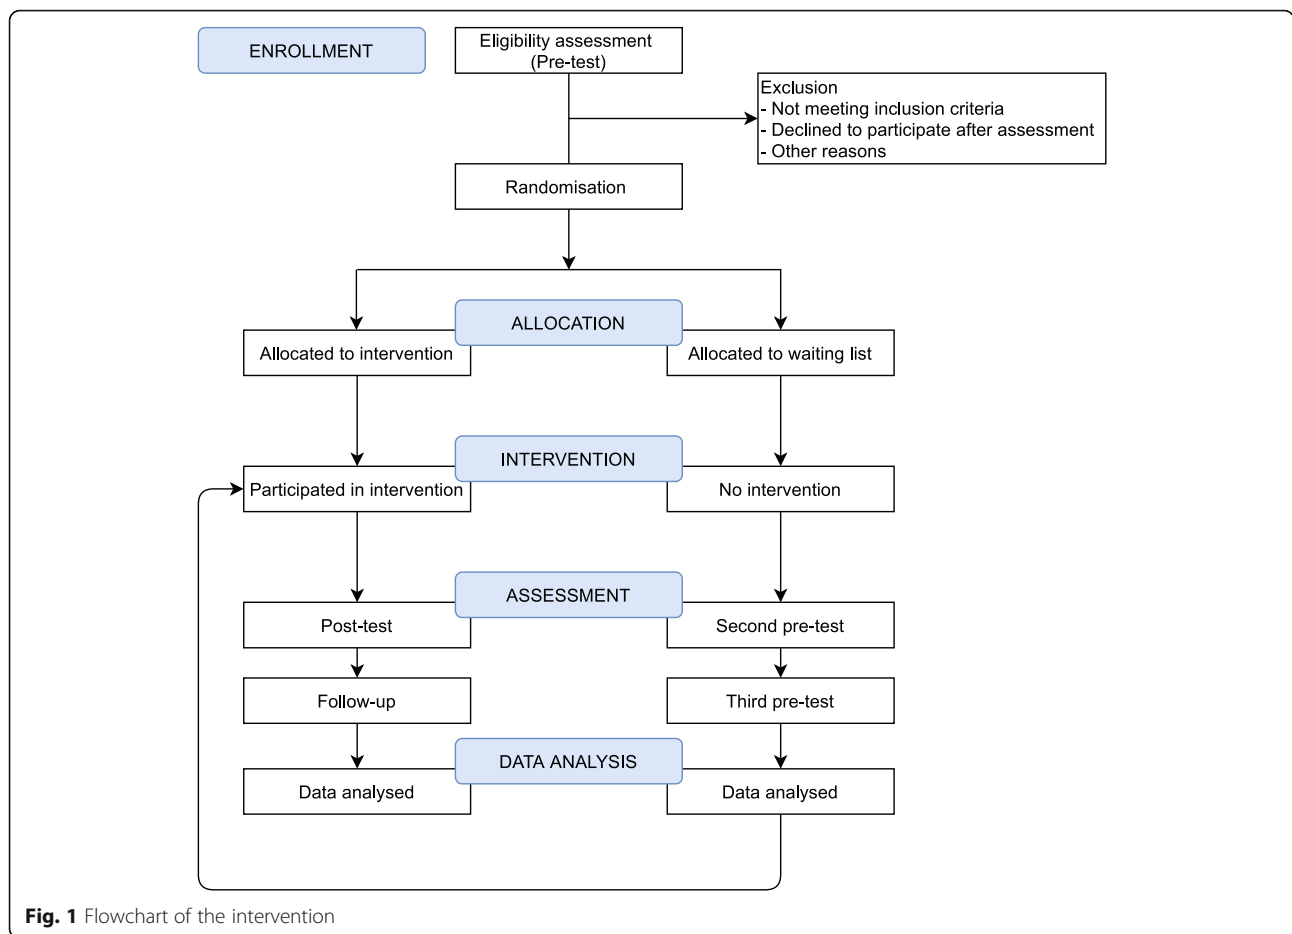 ENROLLMENT
Eligibility assessment
(Pre-test)
Exclusion
- Not meeting inclusion criteria
- Declined to participate after assessment
- Other reasons
Randomisation
ALLOCATION
Allocated to intervention
Allocated to waiting list
INTERVENTION
Participated in intervention
No intervention
ASSESSMENT
Post-test
Second pre-test
Follow-up
Third pre-test
DATA ANALYSIS
Data analysed
Data analysed
Fig. 1 Flowchart of the intervention